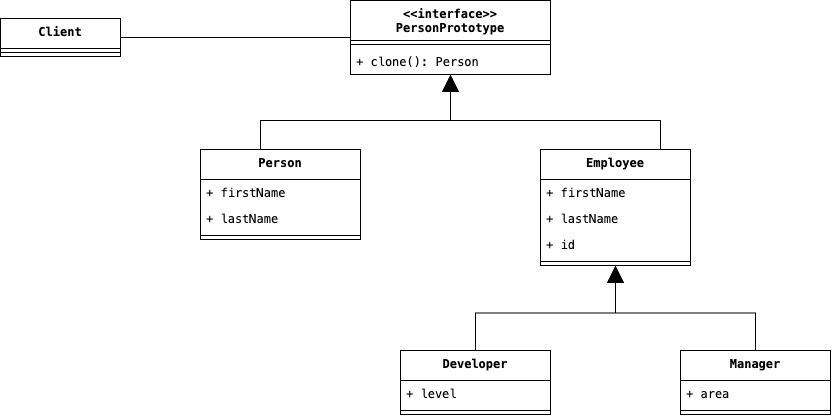 Client
<<interface>>
PersonPrototype
+ clone(): Person
Person
+ firstName
+ lastName
Employee
+ firstName
+ lastName
+ id
Developer
+ level
Manager
+ area